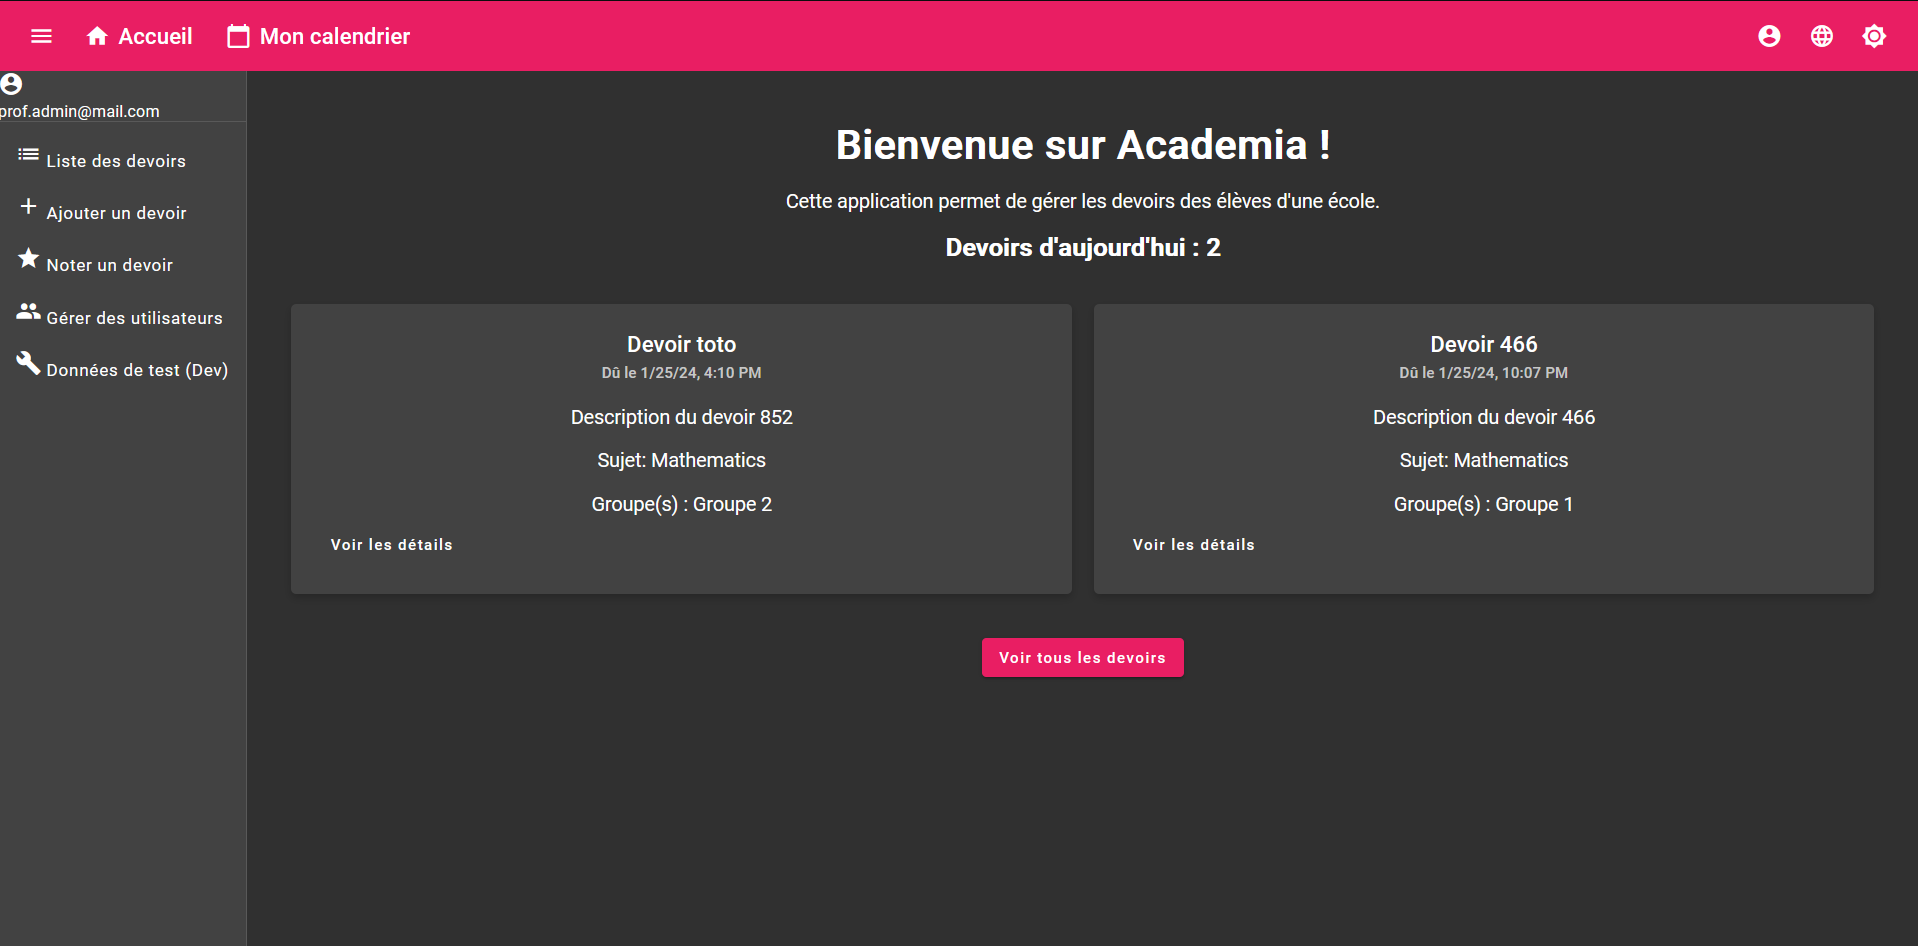 Accueil
Mon calendrier
prof.admin@mail.com
Liste des devoirs
Ajouter un devoir
Noter un devoir
Gérer des utilisateurs
Données de test (Dev)
Bienvenue sur Academia !
Cette application permet de gérer les devoirs des élèves d'une école.
Devoirs d'aujourd'hui : 2
Devoir toto
Dû le 1/25/24, 4:10 PM
Description du devoir 852
Sujet: Mathematics
Groupe(s) : Groupe 2
Voir les détails
Devoir 466
Dû le 1/25/24, 10:07 PM
Description du devoir 466
Sujet: Mathematics
Groupe(s) : Groupe 1
Voir les détails
Voir tous les devoirs